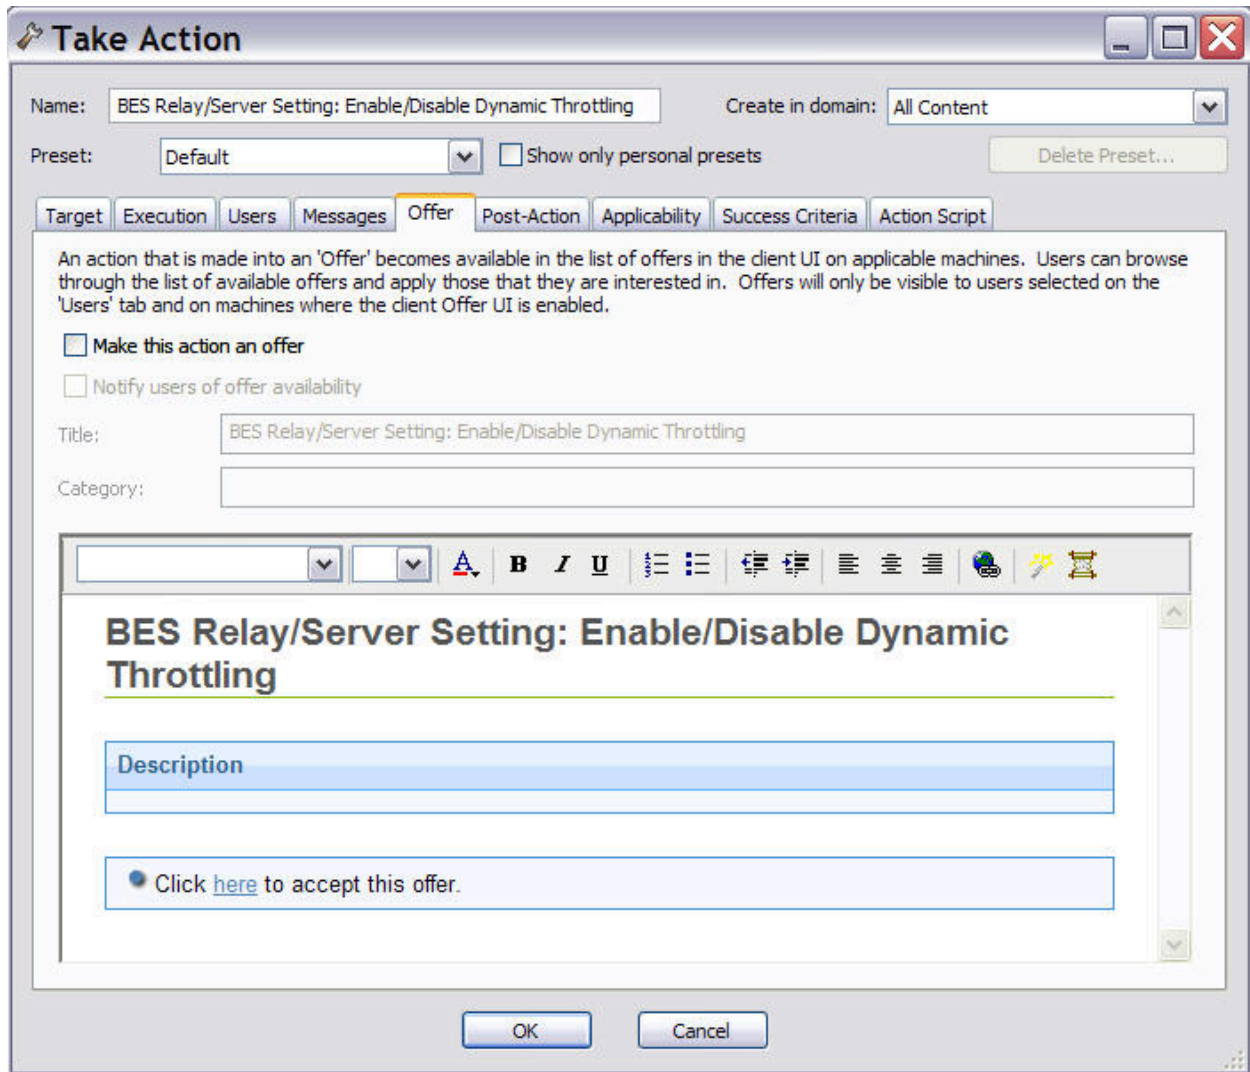 Take Action
Name: BES Relay/Server Setting: Enable/Disable Dynamic Throttling Create in domain: All Content
Preset: Default Show only personal presets Delete Preset...
Target Execution Users Messages Offer Post-Action Applicability Success Criteria Action Script
An action that is made into an 'Offer' becomes available in the list of offers in the client UI on applicable machines. Users can browse
through the list of available offers and apply those that they are interested in. Offers will only be visible to users selected on the
'Users' tab and on machines where the client Offer UI is enabled.
Make this action an offer
Notify users of offer availability
Title: BES Relay/Server Setting: Enable/Disable Dynamic Throttling
Category:
A B I U
BES Relay/Server Setting: Enable/Disable Dynamic
Throttling
Description
Click here to accept this offer.
OK Cancel